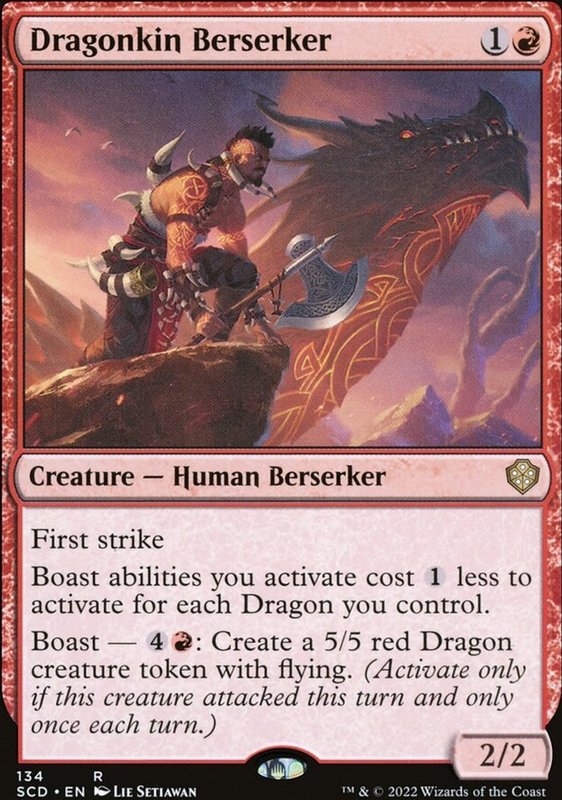 Dragonkin Berserker 1
Creature — Human Berserker
First strike
Boast abilities you activate cost 1 less to
activate for each Dragon you control.
Boast — 4 : Create a 5/5 red Dragon
creature token with flying. (Activate only
if this creature attacked this turn and only
once each turn.)
2/2
134 R
SCD • EN Lie Setiawan
™ & © 2022 Wizards of the Coast